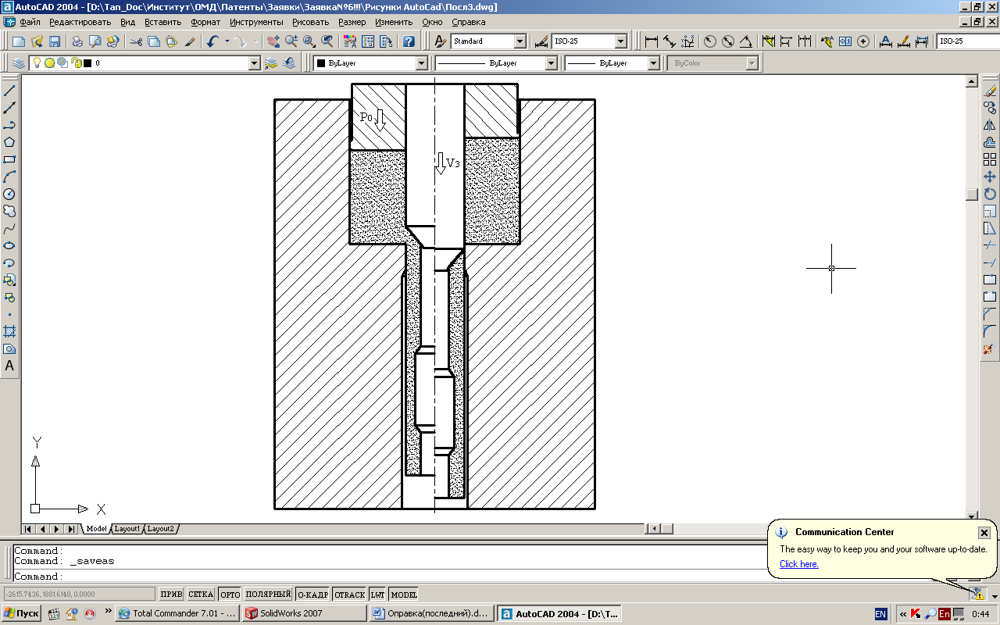 AutoCAD 2004 - [D:\Tan_Doc\Институт\ОМД\Патенты\Заявки\Заявка№6!!!\Рисунки AutoCad\Посл3.dwg]
Файл Редактировать Вид Вставить Формат Инструменты Рисовать Размер Изменить Окно Справка
Standard ISO-25 ISO-25
0 ByLayer ByLayer ByLayer ByColor
P0
V3
Y
X
A
Model Layout1 Layout2
Command:
Command: _saveas
Command:
Communication Center
The easy way to keep you and your software up-to-date.
Click here.
-2615.7436, 1881.6140, 0.0000 ПРИВ СЕТКА ОРТО ПОЛЯРНЫЙ О-КАДР OTRACK LWT MODEL
Пуск Total Commander 7.01 - ... SolidWorks 2007 Оправка(последний).d... AutoCAD 2004 - [D:\T... EN En 0:44